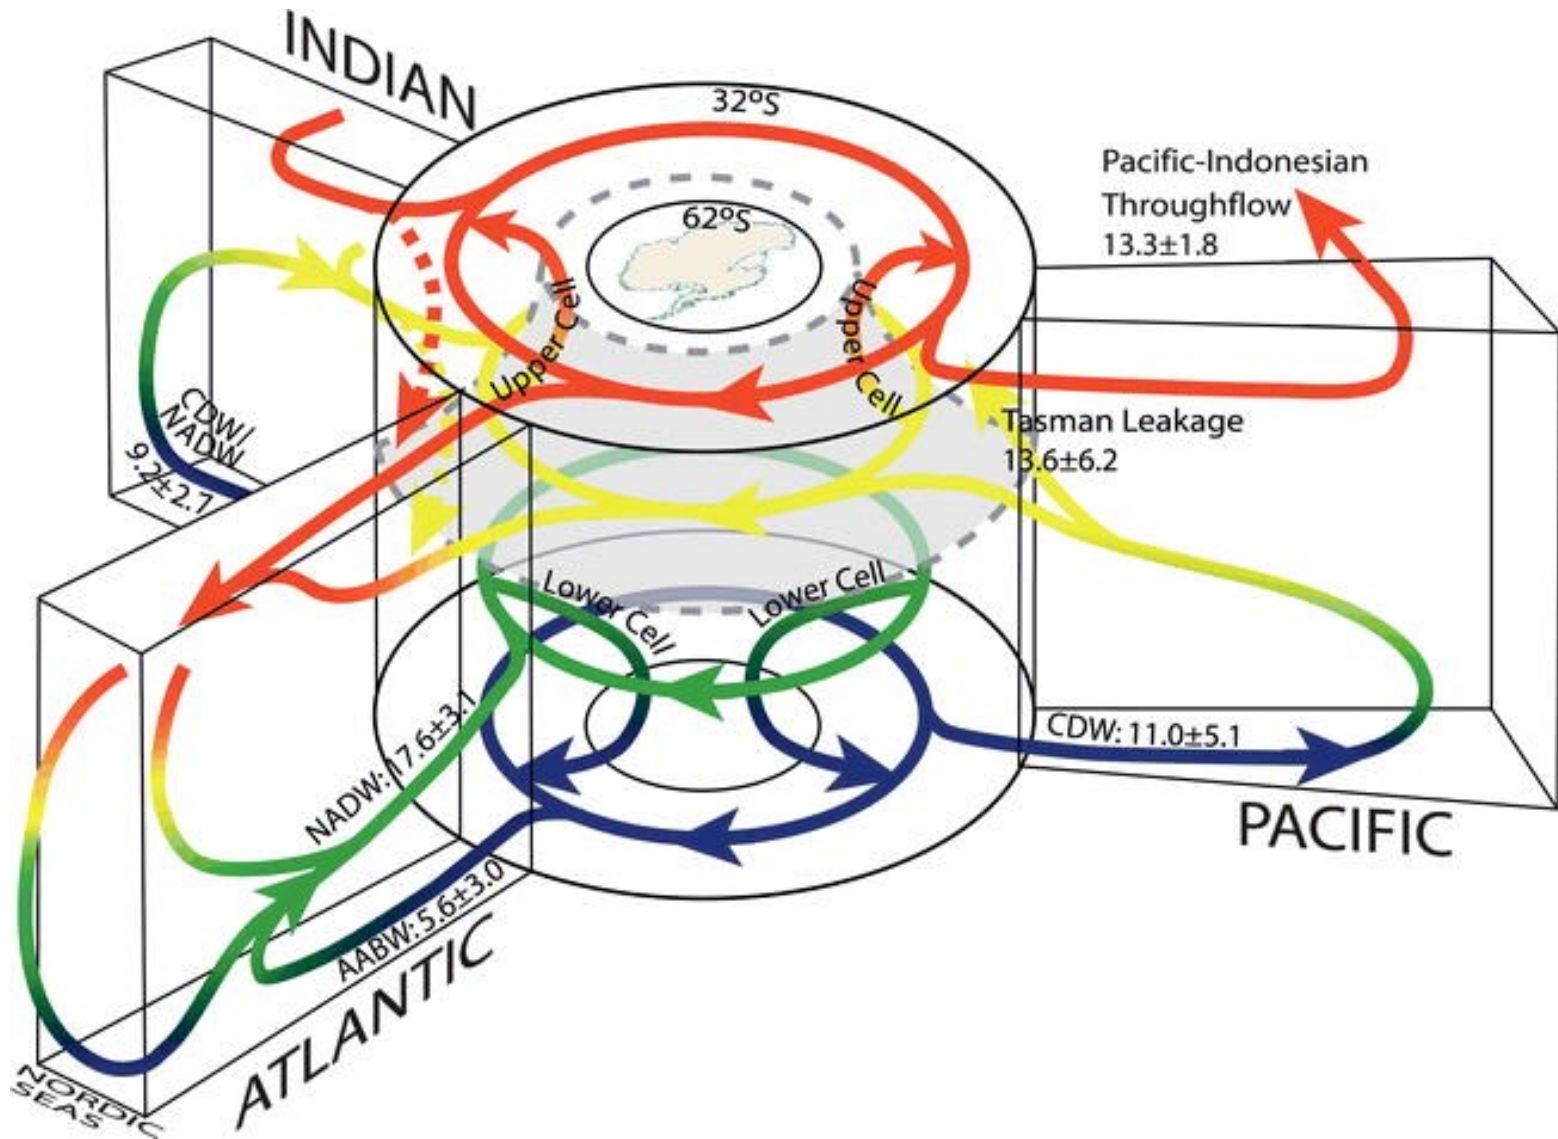 INDIAN
32ºS
62ºS
Pacific-Indonesian
Throughflow
13.3±1.8
Upper Cell
Upper Cell
CDW/
NADW
9.2±2.7
Tasman Leakage
13.6±6.2
Lower Cell
Lower Cell
NADW: 17.6±3.1
CDW: 11.0±5.1
PACIFIC
AABW: 5.6±3.0
ATLANTIC
NORDIC
SEAS